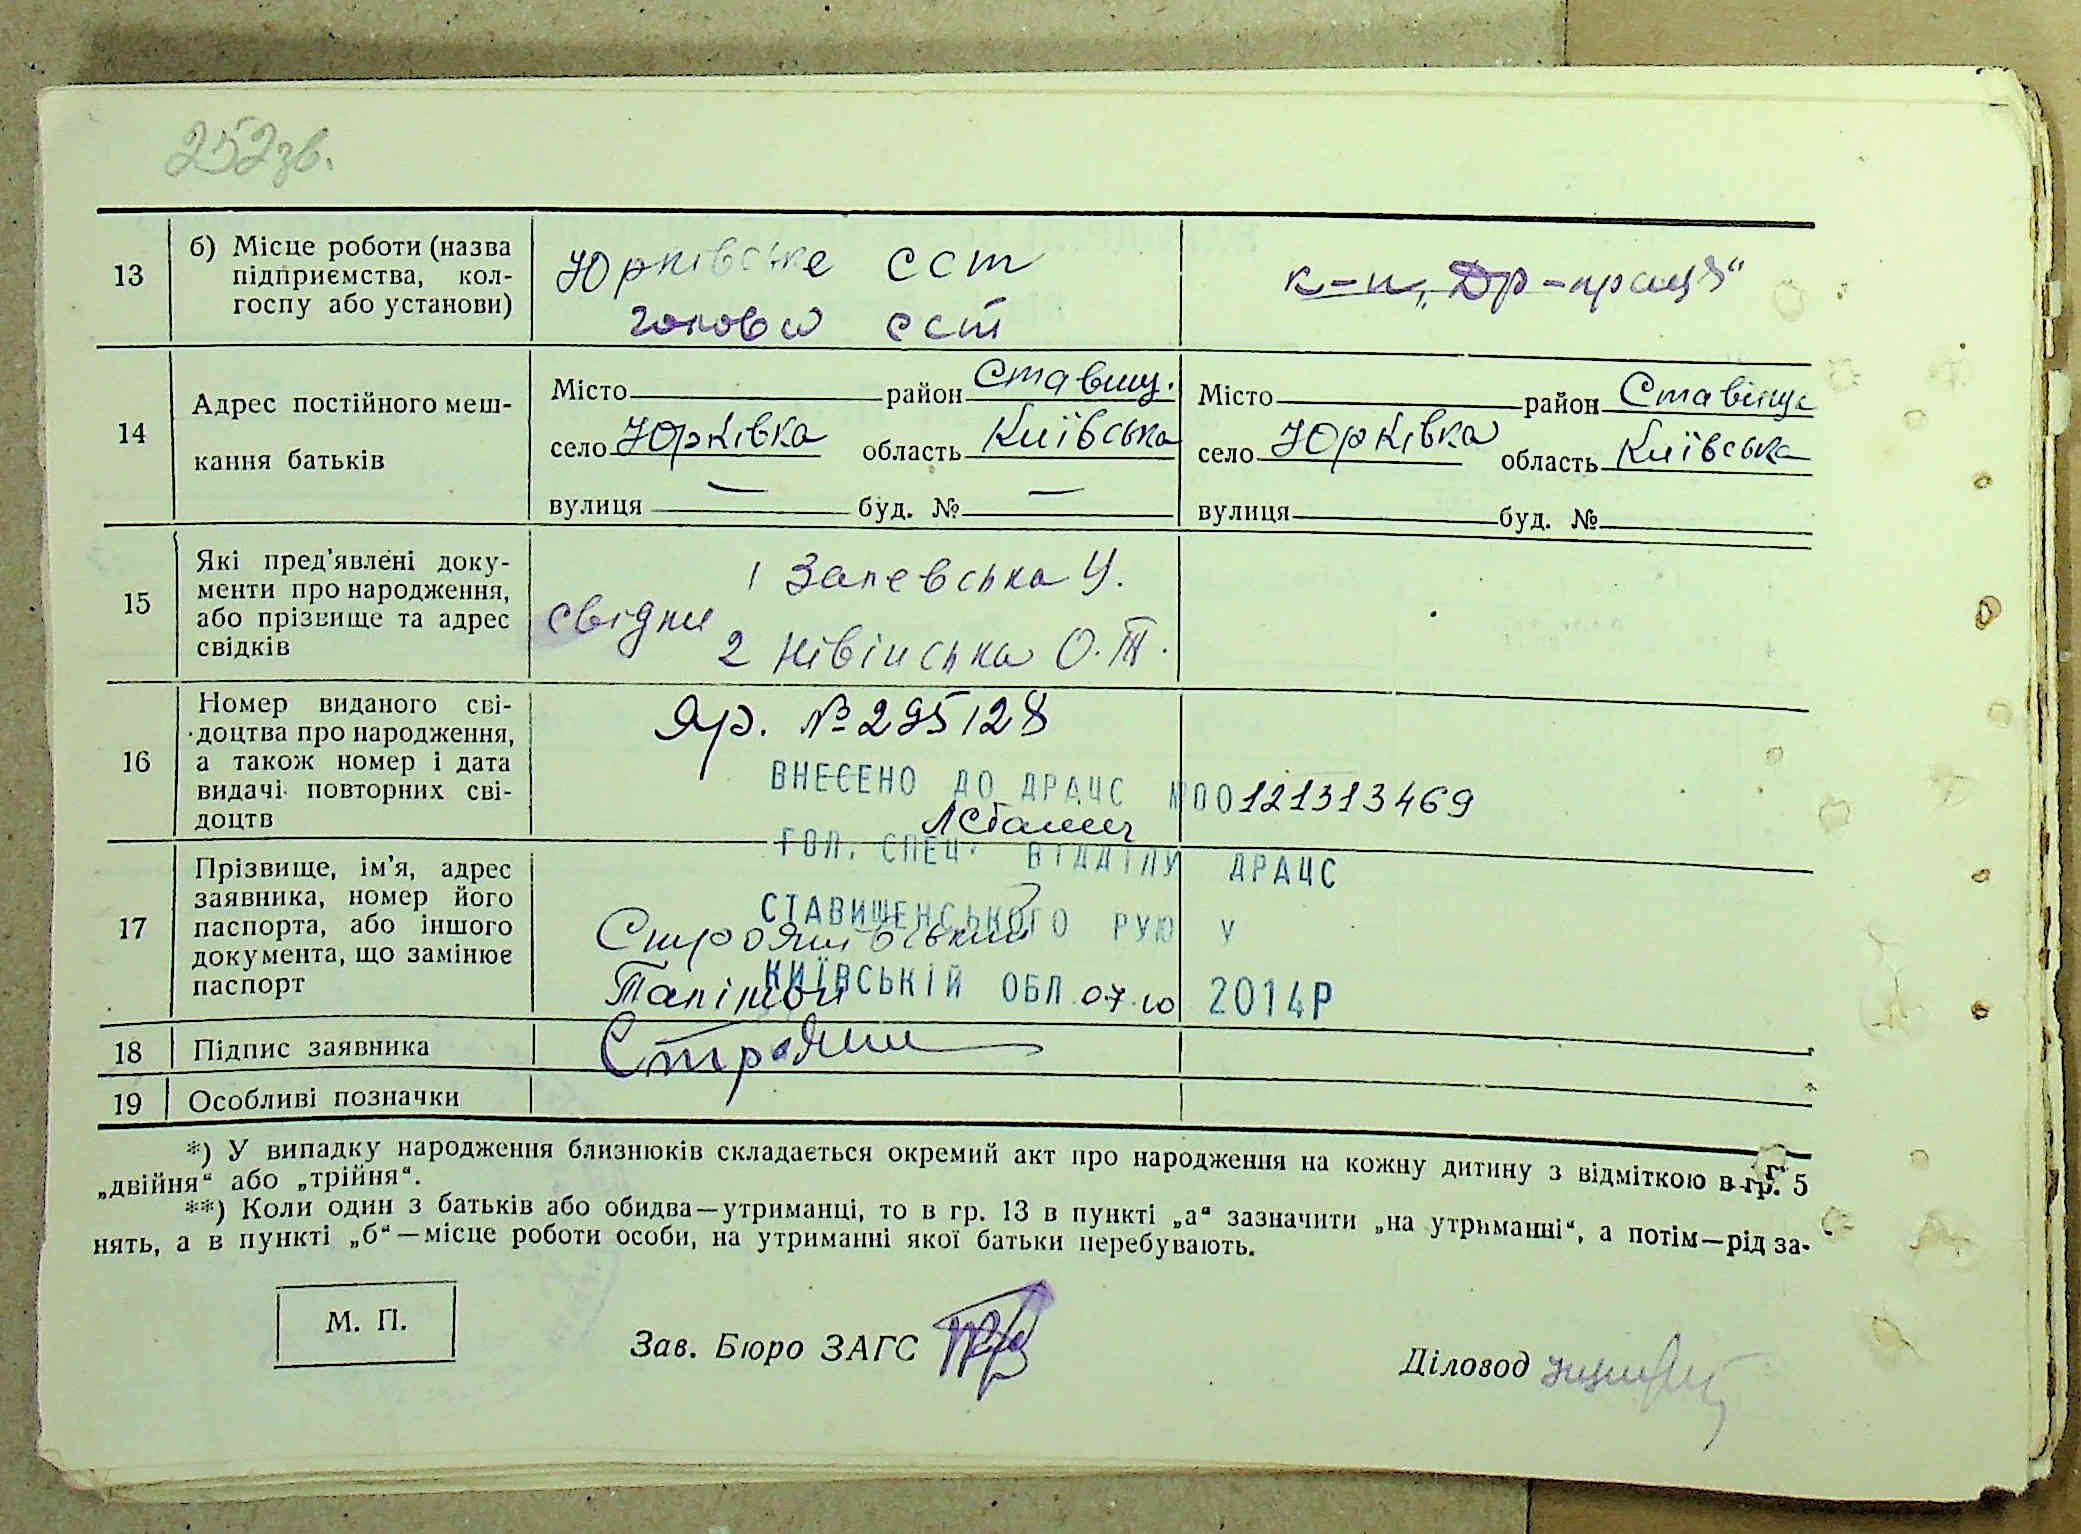 252зв.
13
б) Місце роботи (назва
підприємства, кол-
госпу або установи)
Юрківське ССТ
голова ССТ
к-п „Др-праця“
14
Адрес постійного меш-
кання батьків
Місто район Ставищ.
село Юрківка область Київська
вулиця — буд. № —
Місто район Ставищ
село Юрківка область Київська
вулиця буд. №
15
Які пред'явлені доку-
менти про народження,
або прізвище та адрес
свідків
свідки
1 Залевська У.
2 Нівінська О.Т.
16
Номер виданого сві-
доцтва про народження,
а також номер і дата
видачі повторних сві-
доцтв
Яр. № 295128
ВНЕСЕНО ДО ДРАЦС №00121313469
ГОЛ. СПЕЦ. ВІДДІЛУ ДРАЦС
СТАВИЩЕНСЬКОГО РУЮ У
КИЇВСЬКІЙ ОБЛ 07.10 2014Р
17
Прізвище, ім'я, адрес
заявника, номер його
паспорта, або іншого
документа, що замінює
паспорт
18
Підпис заявника
19
Особливі позначки
*) У випадку народження близнюків складається окремий акт про народження на кожну дитину з відміткою в гр. 5
„двійня“ або „трійня“.
**) Коли один з батьків або обидва—утриманці, то в гр. 13 в пункті „а“ зазначити „на утриманні“, а потім—рід за-
нять, а в пункті „б“—місце роботи особи, на утриманні якої батьки перебувають.
М. П.
Зав. Бюро ЗАГС
Діловод